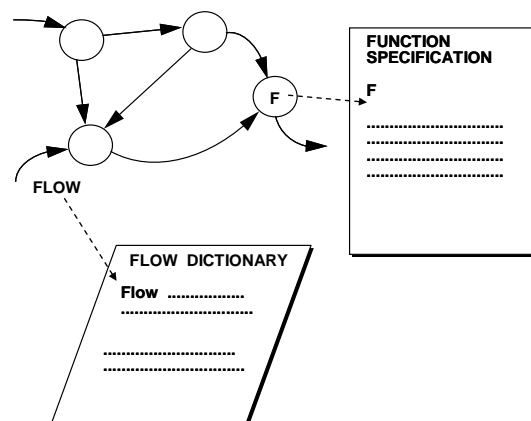 FUNCTION
SPECIFICATION
F
F
FLOW
FLOW DICTIONARY
Flow